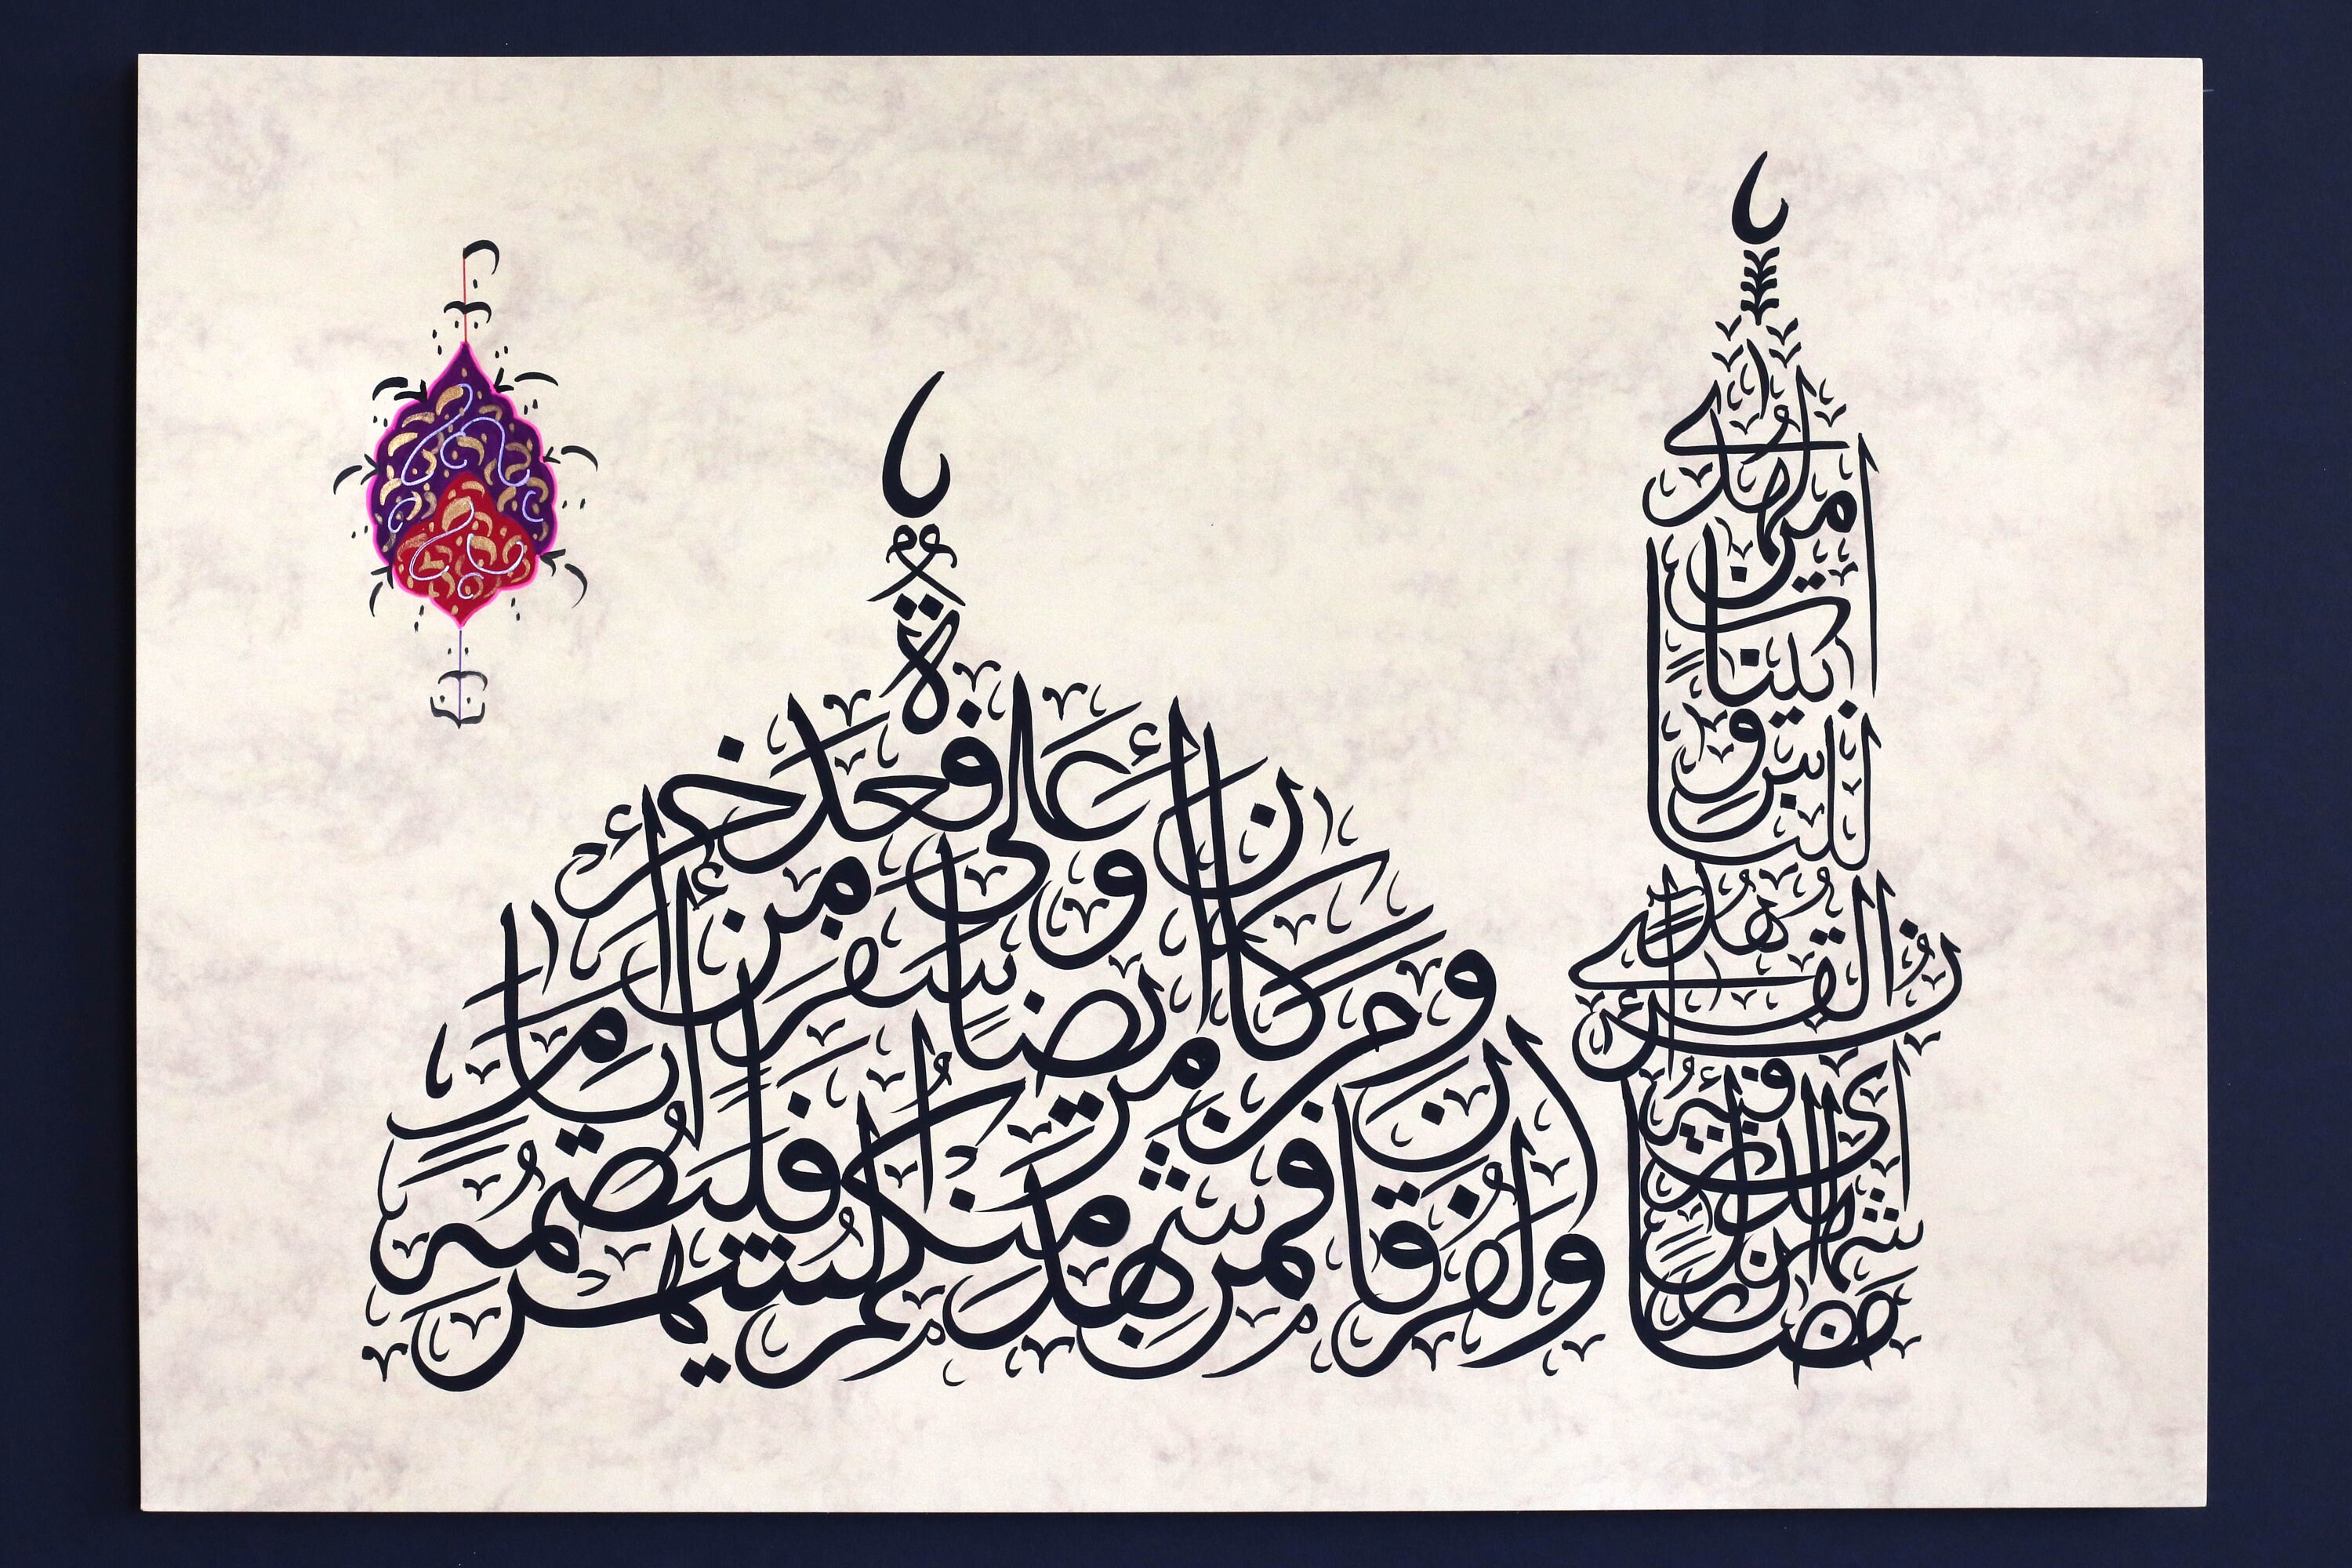 شهر رمضان الذي أنزل فيه
القرءان هدى
للناس وبينات
من الهدى
والفرقان فمن شهد منكم الشهر فليصمه
ومن كان مريضا أو على سفر
فعدة من أيام أخر